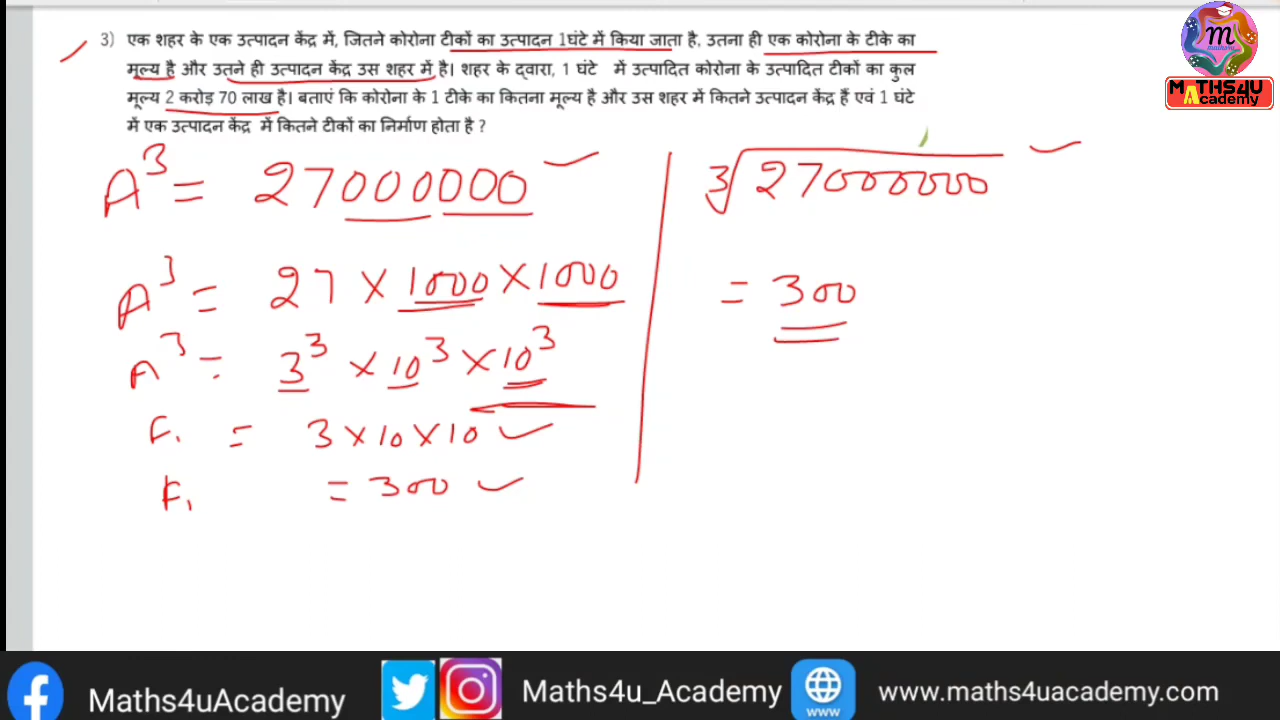 3) एक शहर के एक उत्पादन केंद्र में, जितने कोरोना टीकों का उत्पादन 1घंटे में किया जाता है, उतना ही एक कोरोना के टीके का
मूल्य है और उतने ही उत्पादन केंद्र उस शहर में है। शहर के द्वारा, 1 घंटे में उत्पादित कोरोना के उत्पादित टीकों का कुल
मूल्य 2 करोड़ 70 लाख है। बताएं कि कोरोना के 1 टीके का कितना मूल्य है और उस शहर में कितने उत्पादन केंद्र हैं एवं 1 घंटे
में एक उत्पादन केंद्र में कितने टीकों का निर्माण होता है ?
A³ = 27000000
A³ = 27 × 1000 × 1000
A³ = 3³ × 10³ × 10³
= 3 × 10 × 10
= 300
∛27000000
= 300
m
maths4u
MATHS4U
Academy
Maths4uAcademy
Maths4u_Academy
www
www.maths4uacademy.com